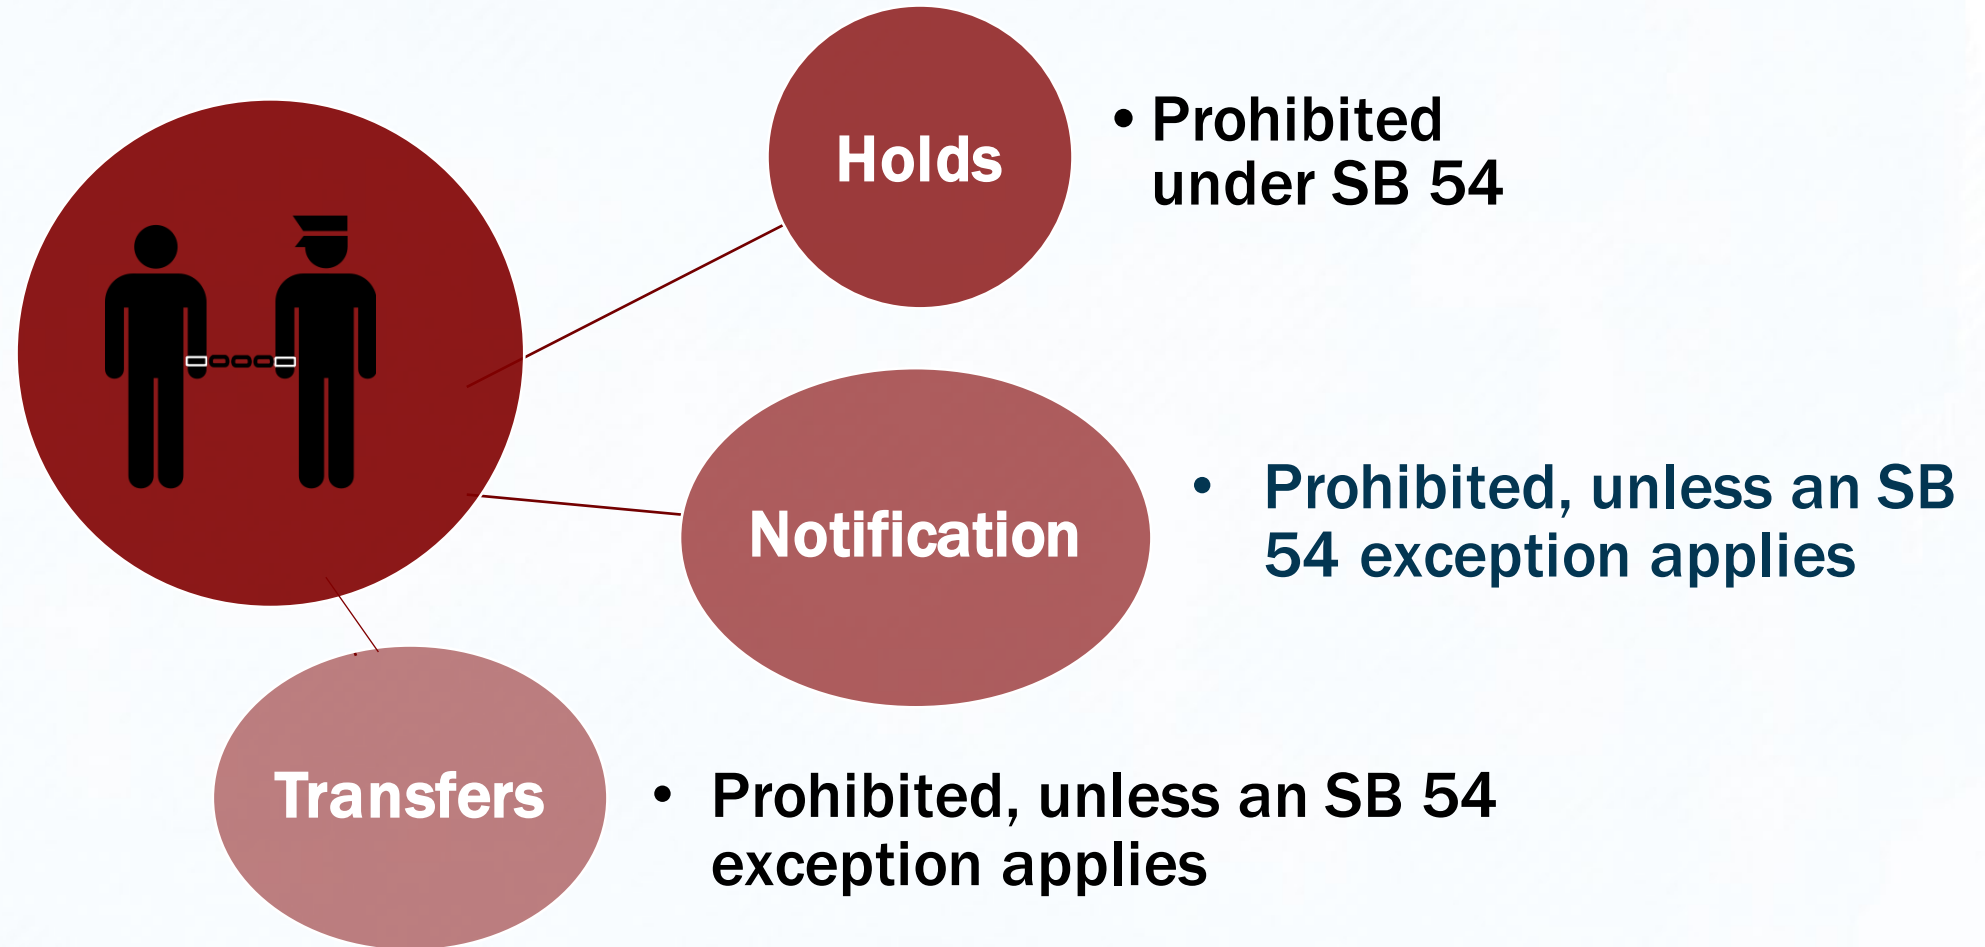 Holds
• Prohibited
under SB 54
Notification
• Prohibited, unless an SB
54 exception applies
Transfers
• Prohibited, unless an SB 54
exception applies